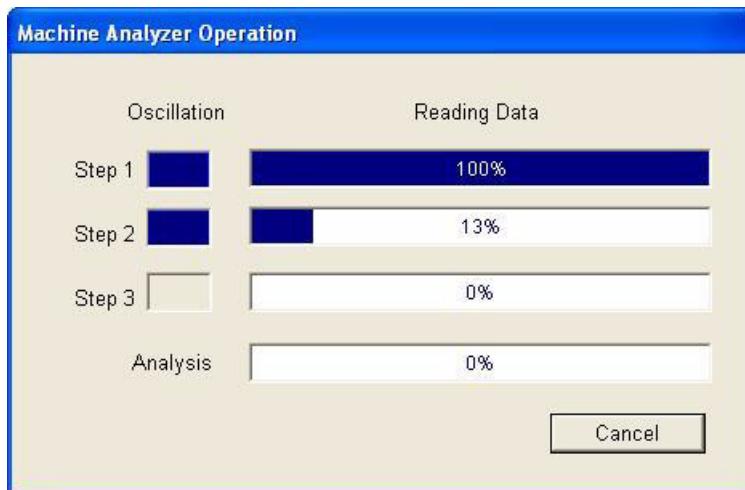 Machine Analyzer Operation
Oscillation Reading Data
Step 1 100%
Step 2 13%
Step 3 0%
Analysis 0%
Cancel